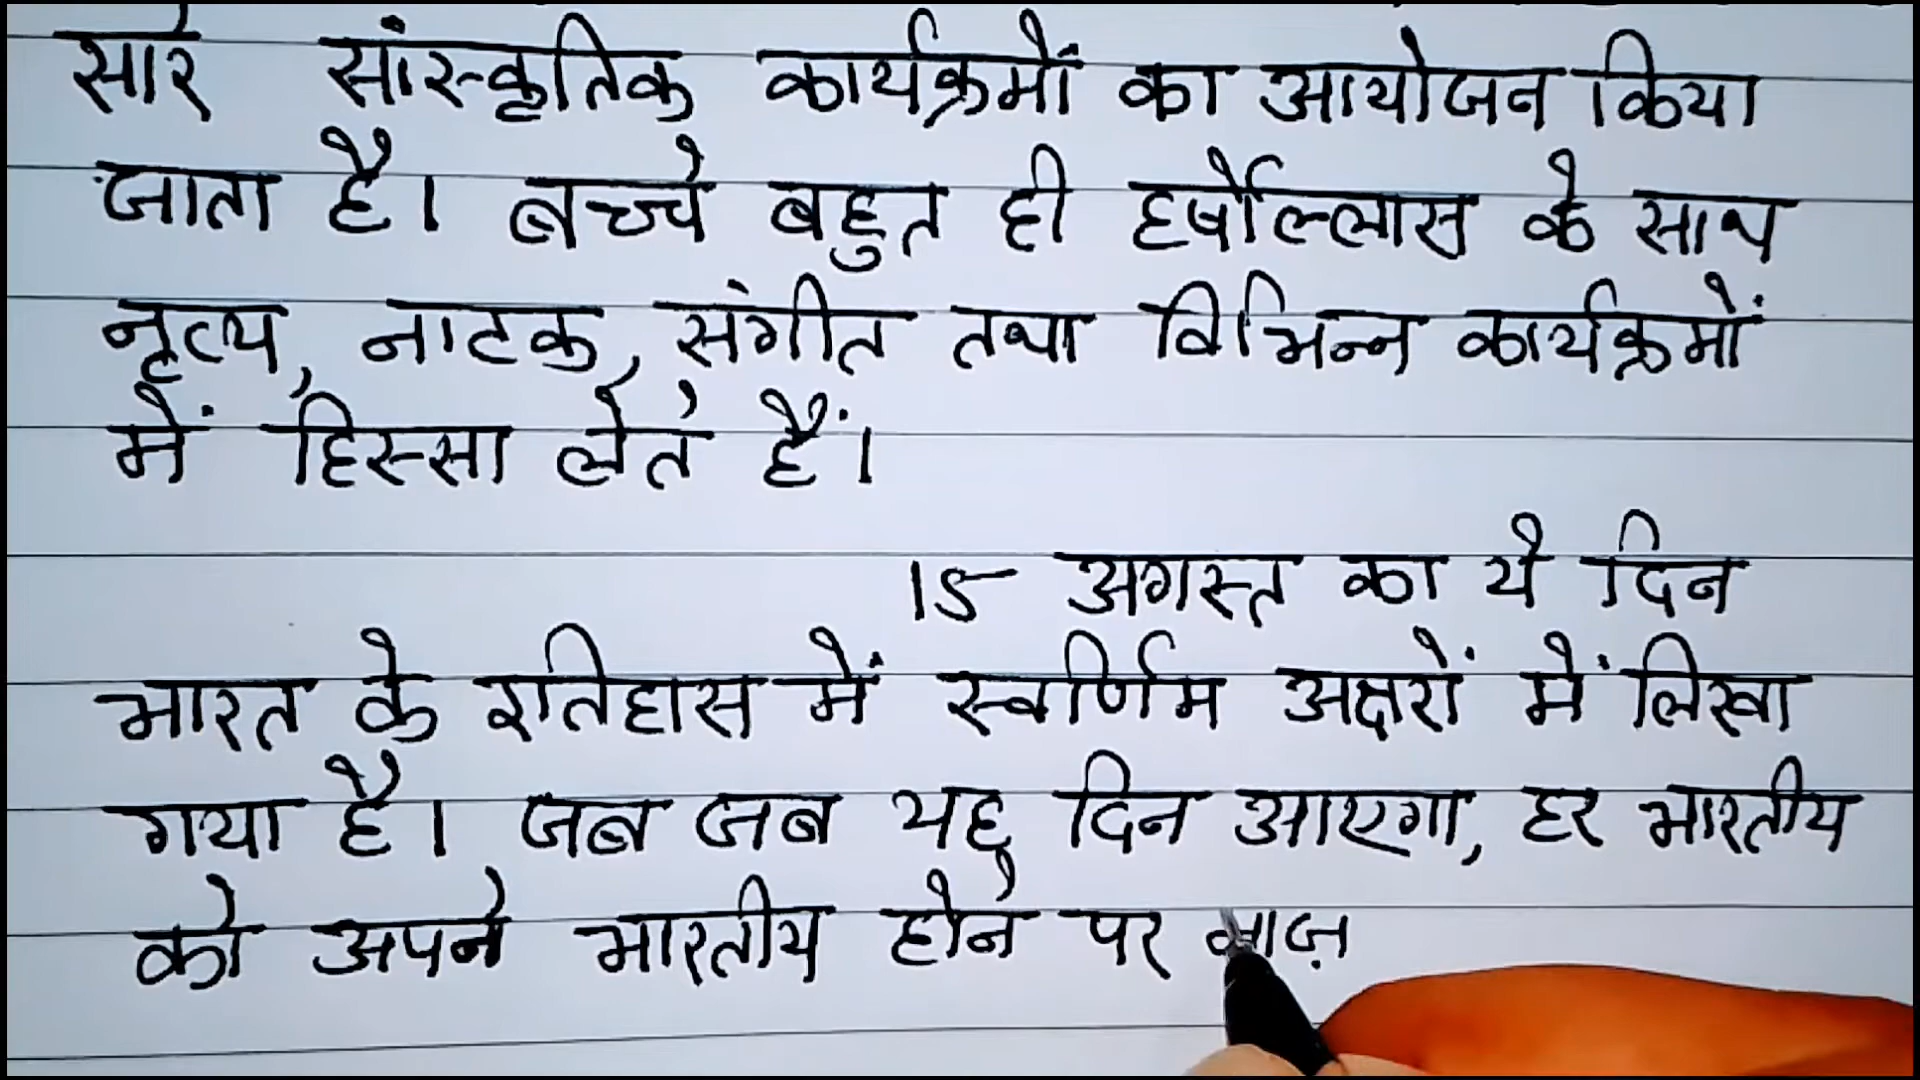 सारे सांस्कृतिक कार्यक्रमों का आयोजन किया
जाता है। बच्चे बहुत ही हर्षोल्लास के साथ
नृत्य, नाटक, संगीत तथा विभिन्न कार्यक्रमों
में हिस्सा लेते हैं।
15 अगस्त का ये दिन
भारत के इतिहास में स्वर्णिम अक्षरों में लिखा
गया है। जब जब यह दिन आएगा, हर भारतीय
को अपने भारतीय होने पर नाज़